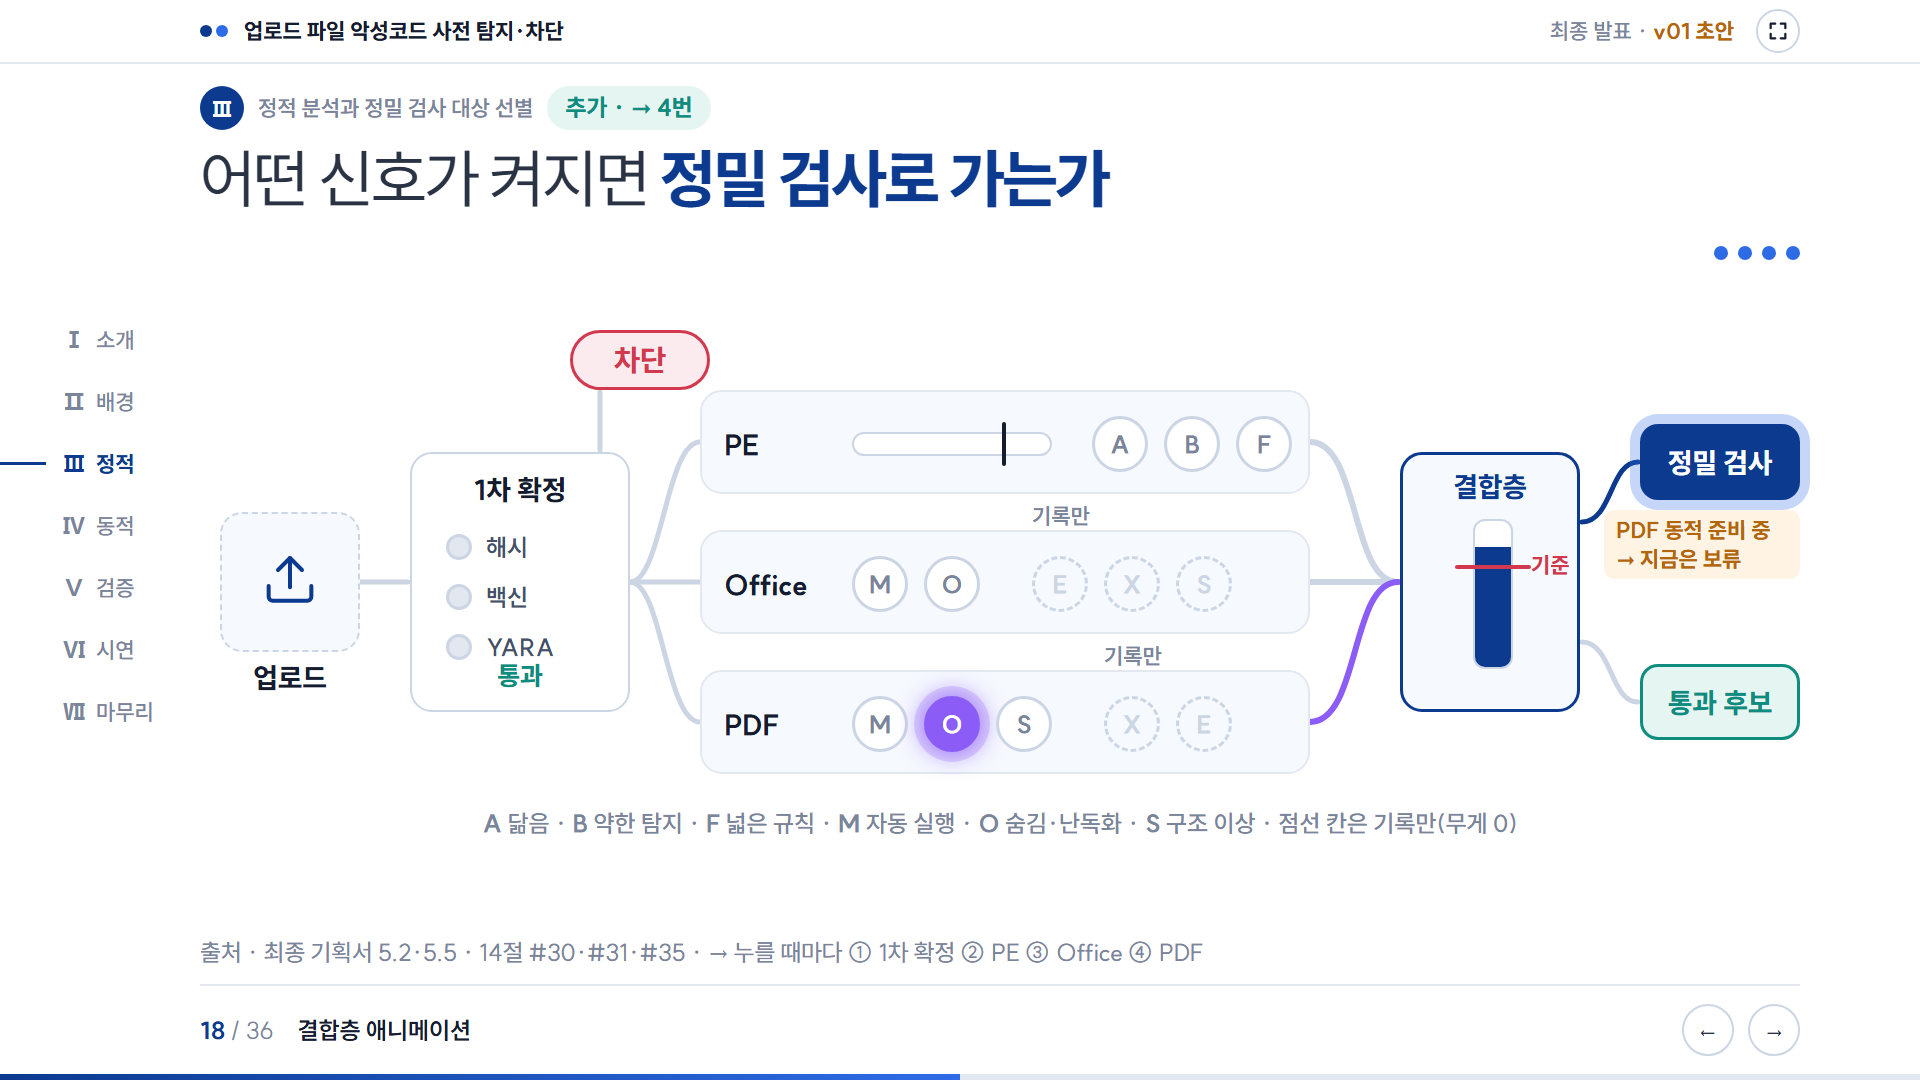 업로드 파일 악성코드 사전 탐지·차단
최종 발표 · v01 초안
Ⅲ 정적 분석과 정밀 검사 대상 선별
추가 · → 4번
어떤 신호가 켜지면 정밀 검사로 가는가
Ⅰ 소개
Ⅱ 배경
Ⅲ 정적
Ⅳ 동적
Ⅴ 검증
Ⅵ 시연
Ⅶ 마무리
업로드
차단
1차 확정
해시
백신
YARA
통과
PE
A B F
기록만
Office
M O E X S
기록만
PDF
M O S X E
결합층
기준
정밀 검사
PDF 동적 준비 중
→ 지금은 보류
통과 후보
A 닮음 · B 약한 탐지 · F 넓은 규칙 · M 자동 실행 · O 숨김·난독화 · S 구조 이상 · 점선 칸은 기록만(무게 0)
출처 · 최종 기획서 5.2·5.5 · 14절 #30·#31·#35 · → 누를 때마다 ① 1차 확정 ② PE ③ Office ④ PDF
18 / 36 결합층 애니메이션
← →